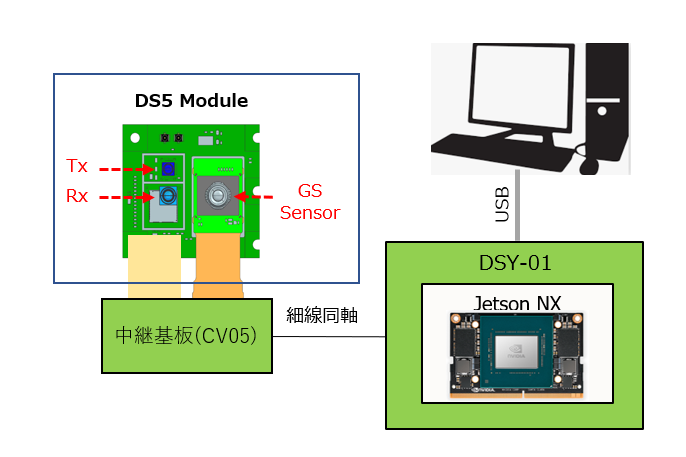 DS5 Module
Tx
Rx
GS
Sensor
USB
DSY-01
Jetson NX
細線同軸
中継基板(CV05)
NVIDIA